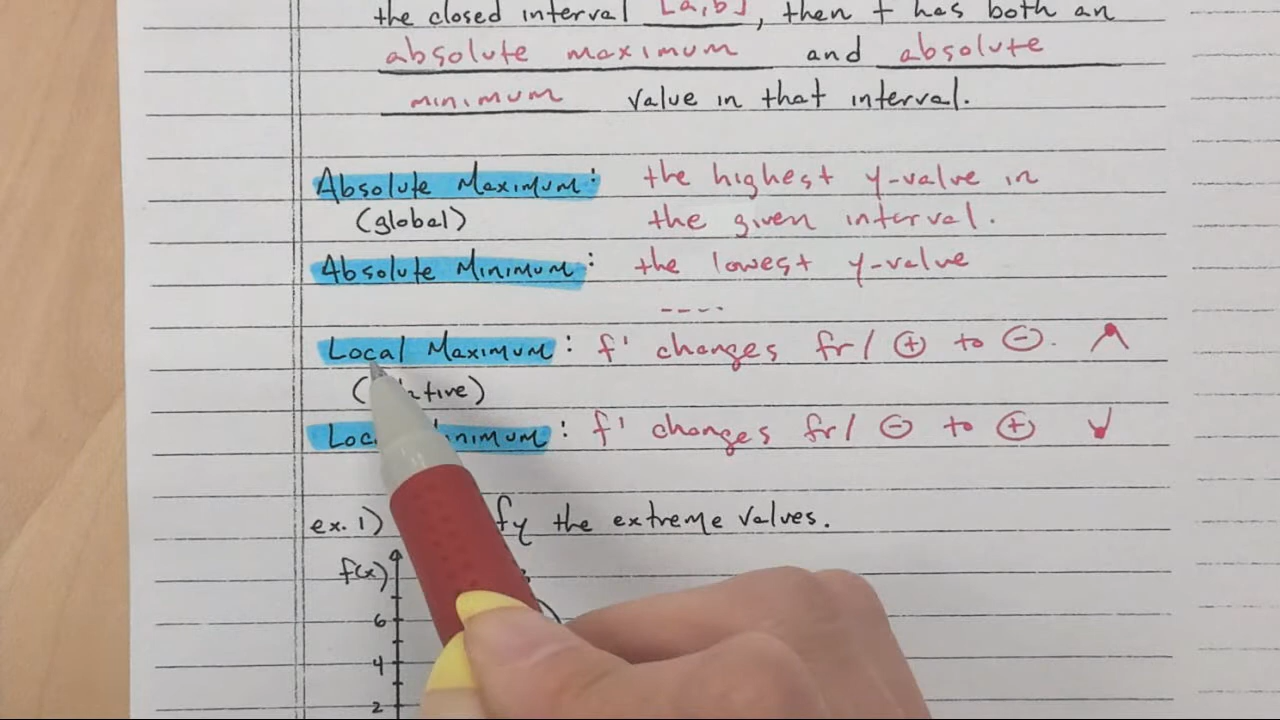 the closed interval [a,b], then f has both an
absolute maximum and absolute
minimum value in that interval.
Absolute Maximum: the highest y-value in
(global) the given interval.
Absolute Minimum: the lowest y-value
----
Local Maximum: f' changes fr/ ⊕ to ⊖.
Local Minimum: f' changes fr/ ⊖ to ⊕
ex. 1) the extreme values.
f(x)
6
4
2